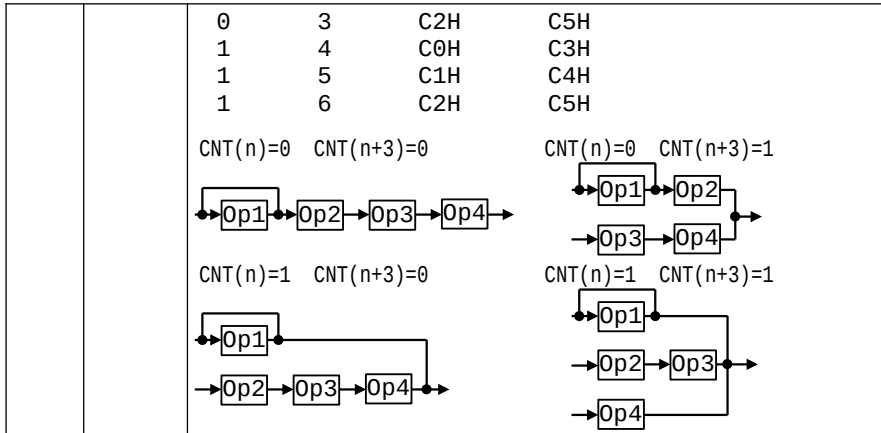 0 3 C2H C5H
1 4 C0H C3H
1 5 C1H C4H
1 6 C2H C5H
CNT(n)=0 CNT(n+3)=0
Op1 Op2 Op3 Op4
CNT(n)=0 CNT(n+3)=1
Op1 Op2
Op3 Op4
CNT(n)=1 CNT(n+3)=0
Op1
Op2 Op3 Op4
CNT(n)=1 CNT(n+3)=1
Op1
Op2 Op3
Op4